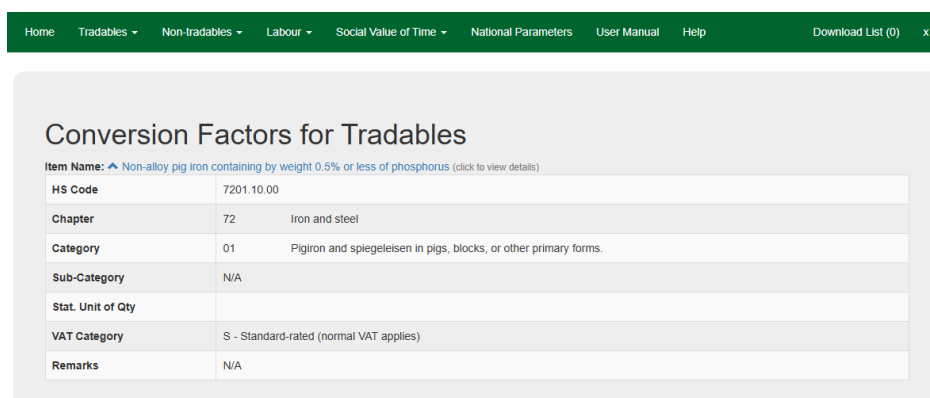 Home Tradables Non-tradables Labour Social Value of Time National Parameters User Manual Help Download List (0) x
Conversion Factors for Tradables
Item Name: Non-alloy pig iron containing by weight 0.5% or less of phosphorus (click to view details)
HS Code 7201.10.00
Chapter 72 Iron and steel
Category 01 Pigiron and spiegeleisen in pigs, blocks, or other primary forms.
Sub-Category N/A
Stat. Unit of Qty
VAT Category S - Standard-rated (normal VAT applies)
Remarks N/A